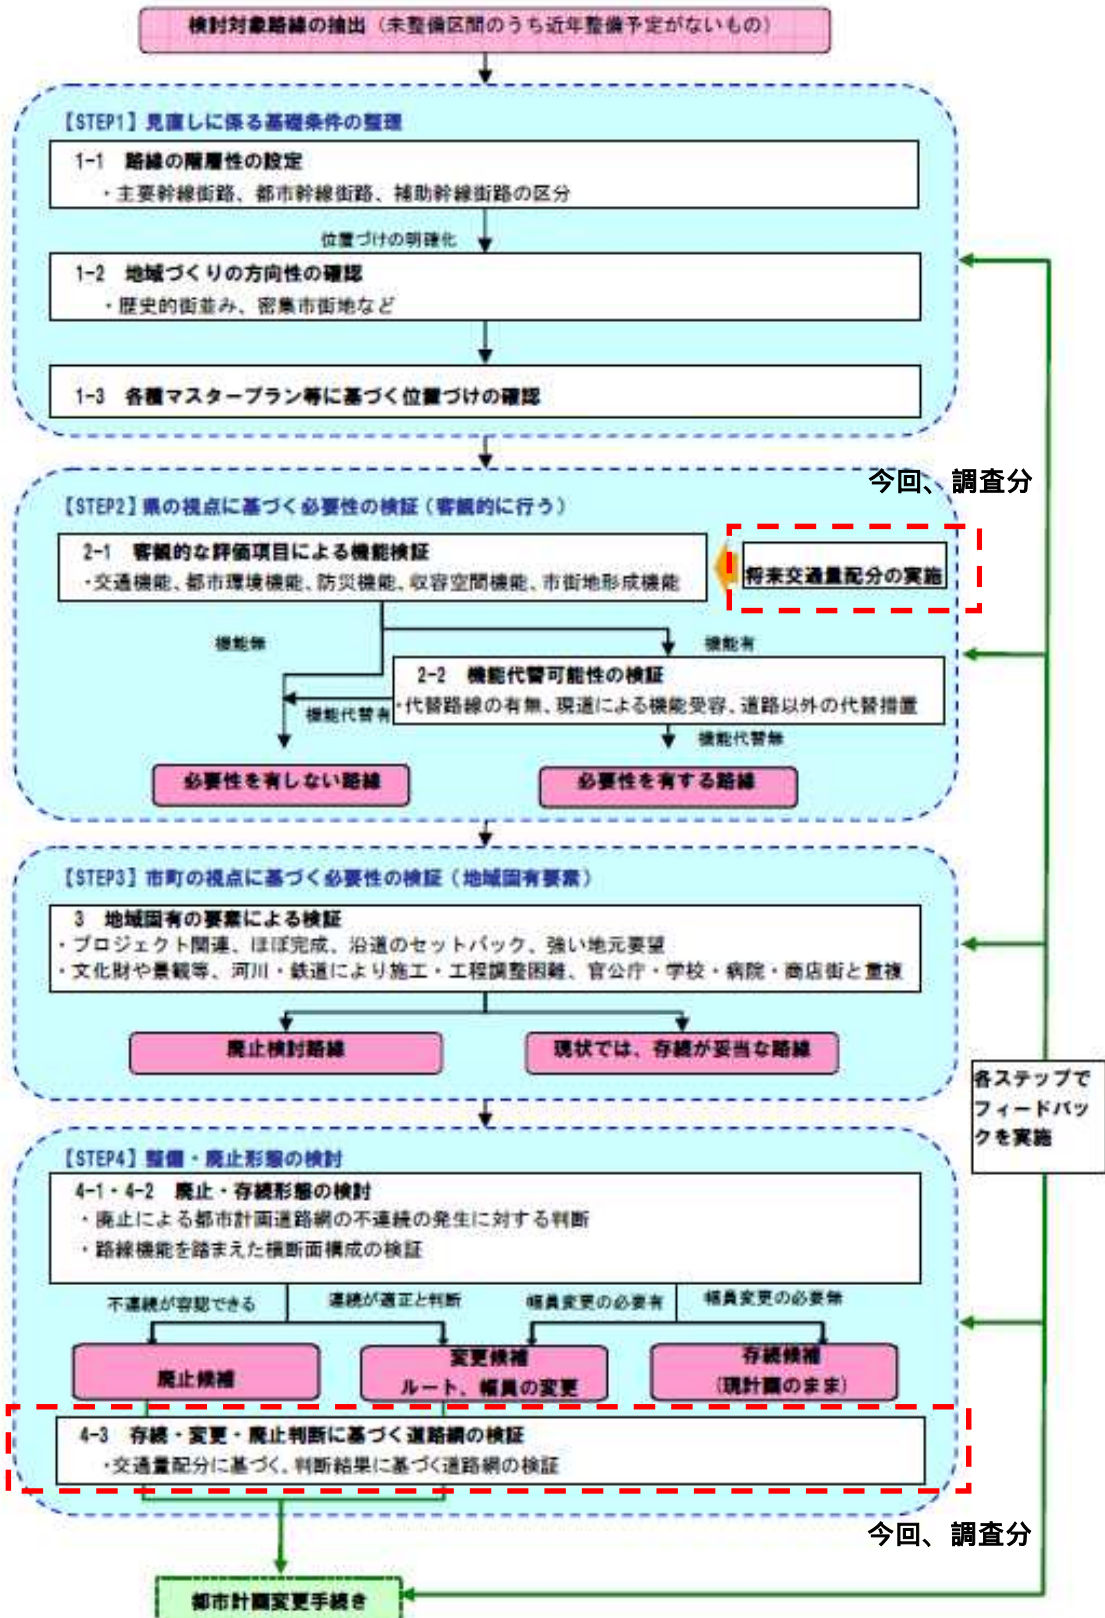 検討対象路線の抽出（未整備区間のうち近年整備予定がないもの）
【STEP1】見直しに係る基礎条件の整理
1-1 路線の階層性の設定
・主要幹線街路、都市幹線街路、補助幹線街路の区分
位置づけの明確化
1-2 地域づくりの方向性の確認
・歴史的街並み、密集市街地など
1-3 各種マスタープラン等に基づく位置づけの確認
今回、調査分
【STEP2】県の視点に基づく必要性の検証（客観的に行う）
2-1 客観的な評価項目による機能検証
・交通機能、都市環境機能、防災機能、収容空間機能、市街地形成機能
将来交通量配分の実施
機能無
機能有
2-2 機能代替可能性の検証
・代替路線の有無、現道による機能受容、道路以外の代替措置
機能代替有
機能代替無
必要性を有しない路線
必要性を有する路線
【STEP3】市町の視点に基づく必要性の検証（地域固有要素）
3 地域固有の要素による検証
・プロジェクト関連、ほぼ完成、沿道のセットバック、強い地元要望
・文化財や景観等、河川・鉄道により施工・工程調整困難、官公庁・学校・病院・商店街と重複
廃止検討路線
現状では、存続が妥当な路線
各ステップで
フィードバッ
クを実施
【STEP4】整備・廃止形態の検討
4-1・4-2 廃止・存続形態の検討
・廃止による都市計画道路網の不連続の発生に対する判断
・路線機能を踏まえた横断面構成の検証
不連続が容認できる
連続が適正と判断
幅員変更の必要有
幅員変更の必要無
廃止候補
変更候補
ルート、幅員の変更
存続候補
(現計画のまま)
4-3 存続・変更・廃止判断に基づく道路網の検証
・交通量配分に基づく、判断結果に基づく道路網の検証
今回、調査分
都市計画変更手続き